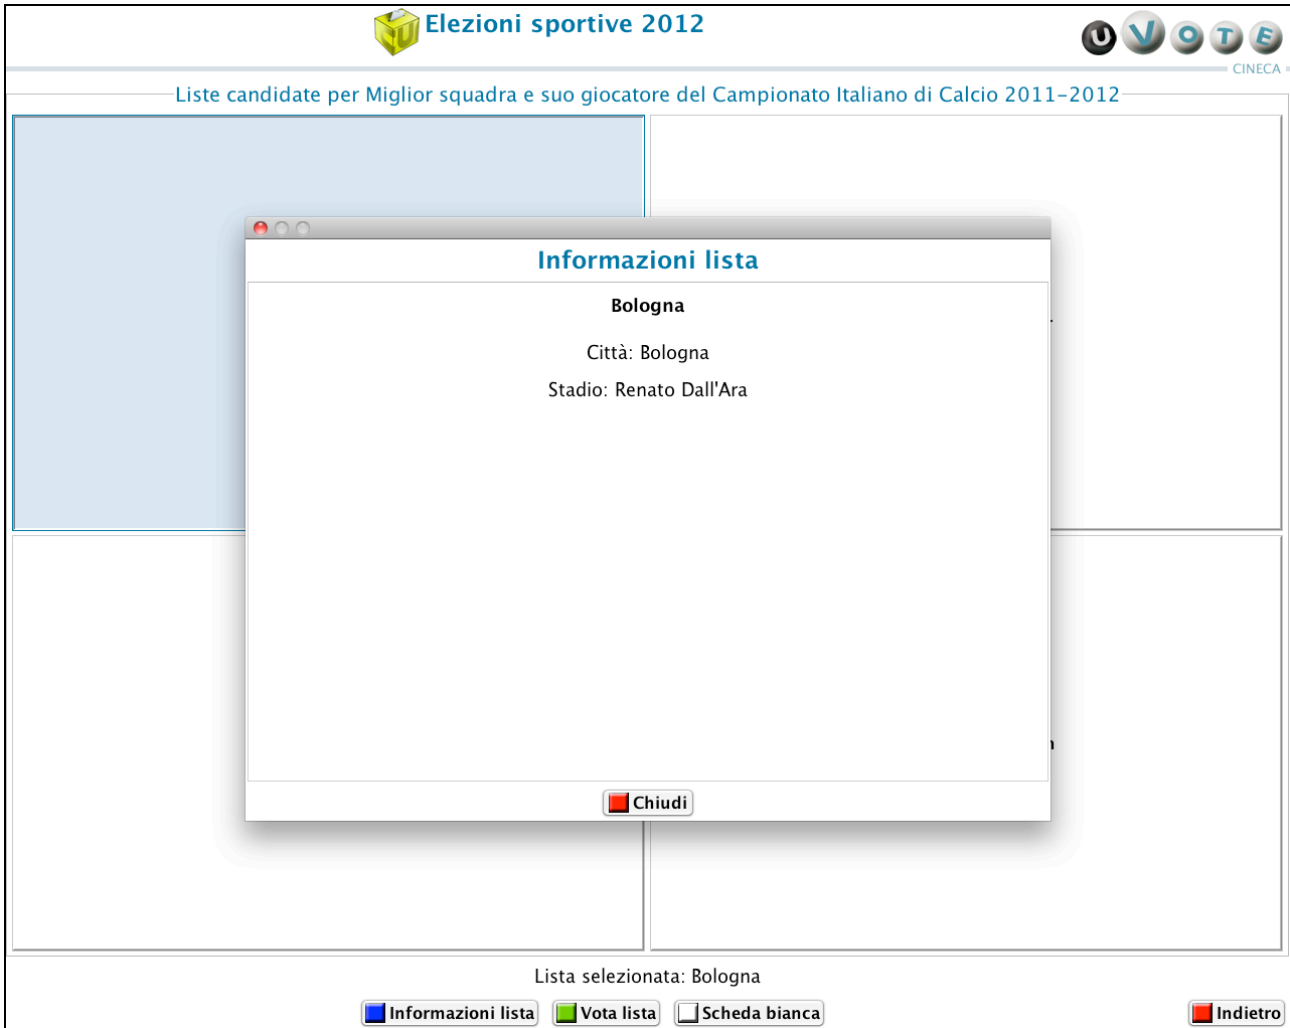 Elezioni sportive 2012
U VOTE
CINECA
Liste candidate per Miglior squadra e suo giocatore del Campionato Italiano di Calcio 2011-2012
Informazioni lista
Bologna
Città: Bologna
Stadio: Renato Dall'Ara
Chiudi
Lista selezionata: Bologna
Informazioni lista
Vota lista
Scheda bianca
Indietro